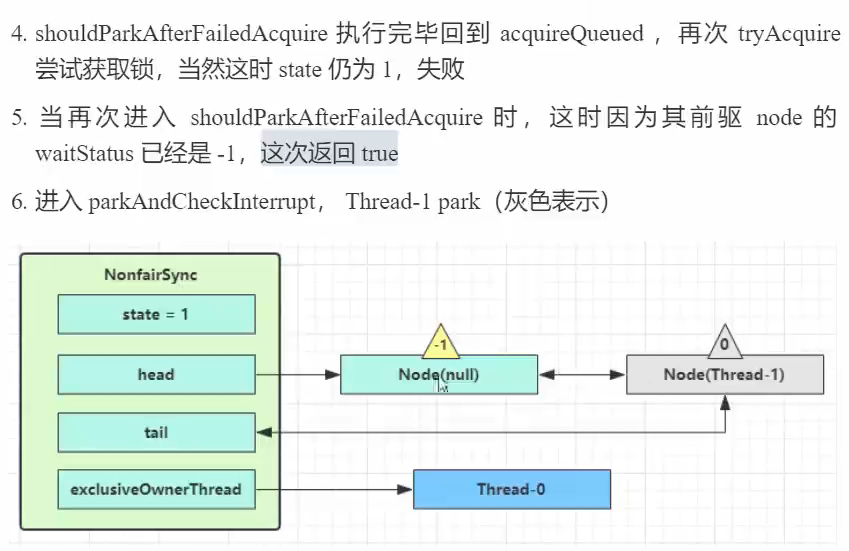 4. shouldParkAfterFailedAcquire 执行完毕回到 acquireQueued ，再次 tryAcquire
尝试获取锁，当然这时 state 仍为 1，失败
5. 当再次进入 shouldParkAfterFailedAcquire 时，这时因为其前驱 node 的
waitStatus 已经是 -1，这次返回 true
6. 进入 parkAndCheckInterrupt， Thread-1 park（灰色表示）
NonfairSync
state = 1
-1
0
head
Node(null)
Node(Thread-1)
tail
exclusiveOwnerThread
Thread-0